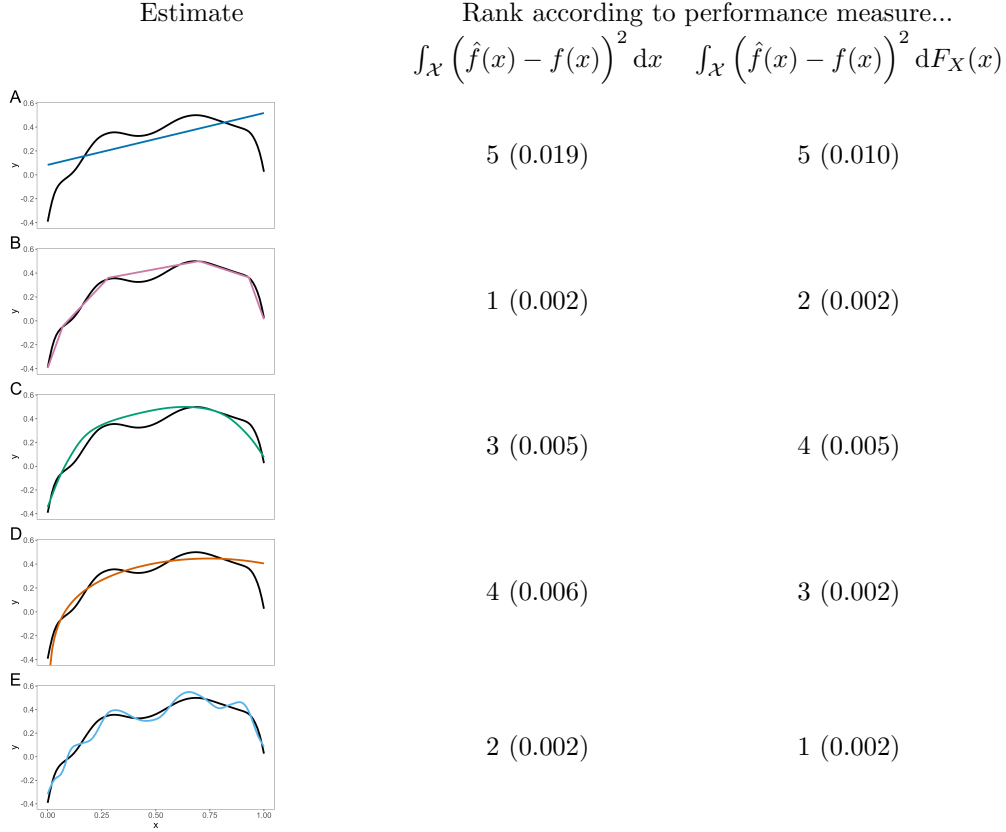 Estimate Rank according to performance measure...
∫_𝒳 (f̂(x) − f(x))² dx ∫_𝒳 (f̂(x) − f(x))² dF_X(x)
A
0.6
0.4
0.2
0.0
-0.2
-0.4
y
5 (0.019) 5 (0.010)
B
0.6
0.4
0.2
0.0
-0.2
-0.4
y
1 (0.002) 2 (0.002)
C
0.6
0.4
0.2
0.0
-0.2
-0.4
y
3 (0.005) 4 (0.005)
D
0.6
0.4
0.2
0.0
-0.2
-0.4
y
4 (0.006) 3 (0.002)
E
0.6
0.4
0.2
0.0
-0.2
-0.4
y
2 (0.002) 1 (0.002)
0.00 0.25 0.50 0.75 1.00
x